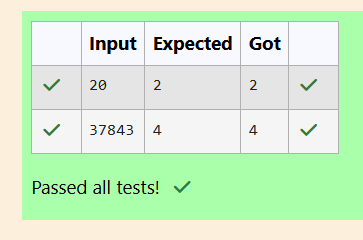 Input Expected Got
20 2 2
37843 4 4
Passed all tests!